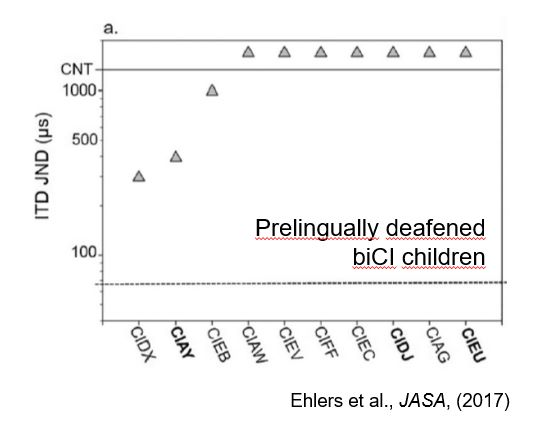 a.
CNT
1000
500
100
ITD JND (µs)
Prelingually deafened
biCI children
CIDX
CIAY
CIEB
CIAW
CIEV
CIFF
CIEC
CIDJ
CIAG
CIEU
Ehlers et al., JASA, (2017)